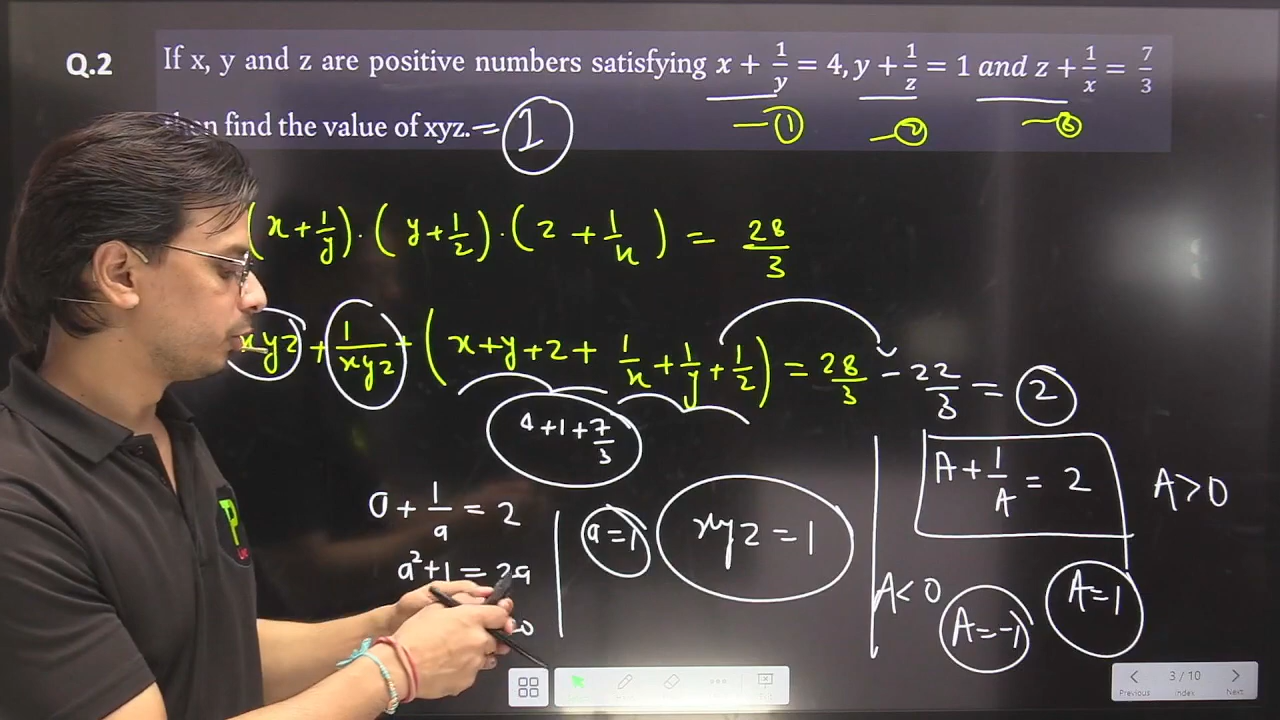 Q.2
If x, y and z are positive numbers satisfying x + 1/y = 4, y + 1/z = 1 and z + 1/x = 7/3
then find the value of xyz. = 1
— 1 — 2 — 3
(x + 1/y) · (y + 1/z) · (z + 1/x) = 28/3
xyz + 1/xyz + (x + y + z + 1/x + 1/y + 1/z) = 28/3 - 22/3 = 2
4 + 1 + 7/3
a + 1/a = 2
a² + 1 = 2a
a = 1
xyz = 1
A + 1/A = 2
A > 0
A < 0
A = -1
A = 1
P
Previous
3 / 10
Index
Next